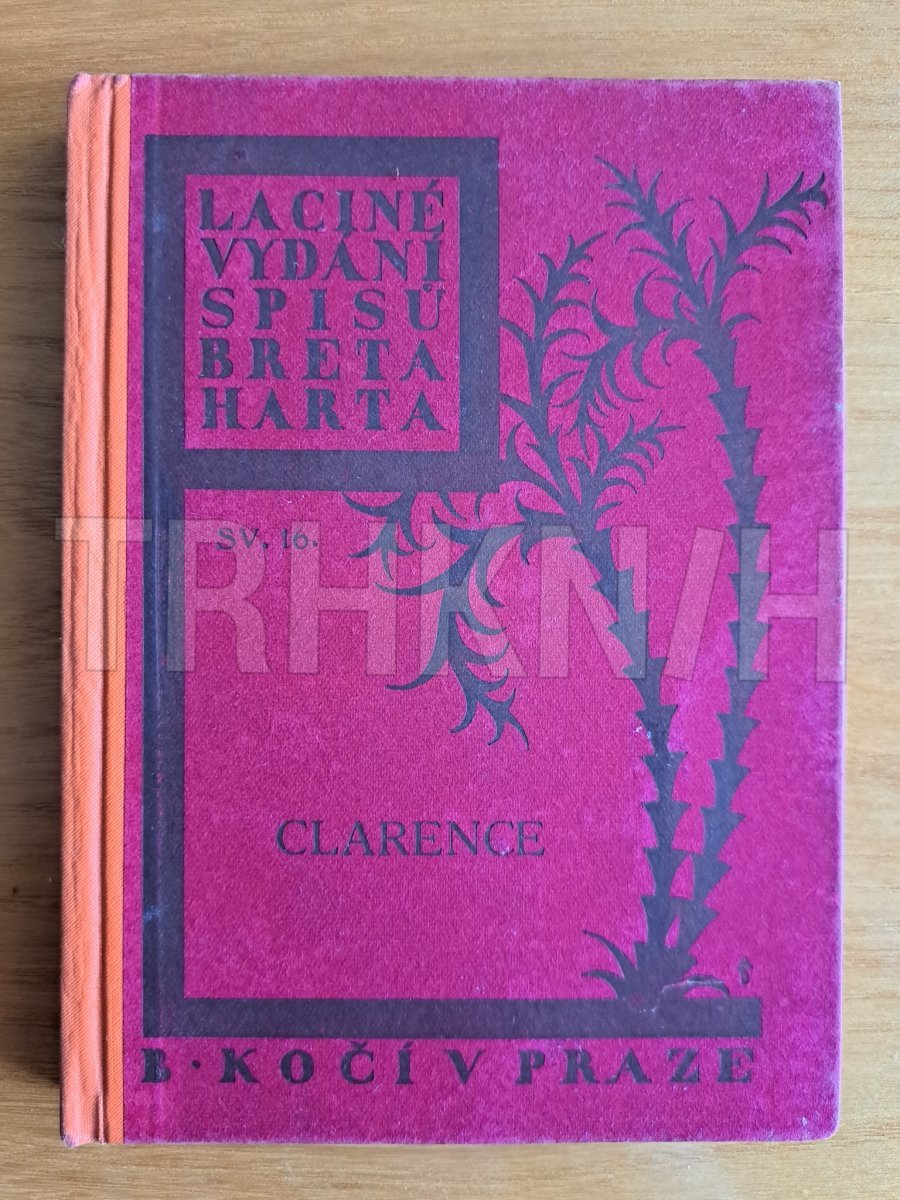 LACINÉ
VYDÁNÍ
SPISŮ
BRETA
HARTA
SV. 16.
TRHKNIH
CLARENCE
B · KOČÍ V PRAZE